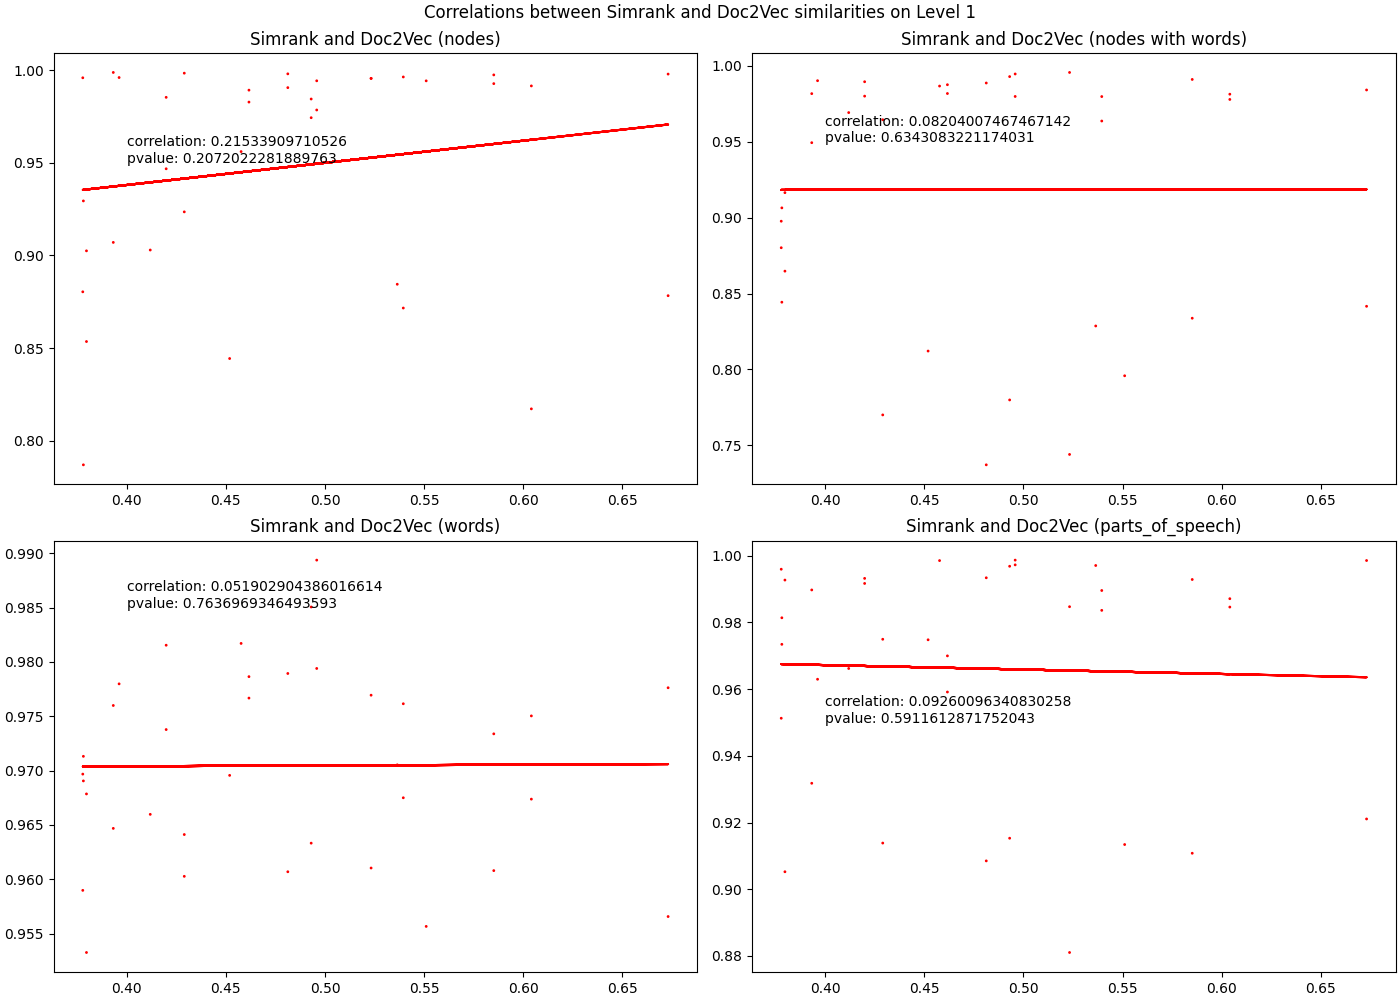 Correlations between Simrank and Doc2Vec similarities on Level 1
Simrank and Doc2Vec (nodes)
1.00
0.95
0.90
0.85
0.80
correlation: 0.21533909710526
pvalue: 0.2072022281889763
0.40 0.45 0.50 0.55 0.60 0.65
Simrank and Doc2Vec (nodes with words)
1.00
0.95
0.90
0.85
0.80
0.75
correlation: 0.08204007467467142
pvalue: 0.6343083221174031
0.40 0.45 0.50 0.55 0.60 0.65
Simrank and Doc2Vec (words)
0.990
0.985
0.980
0.975
0.970
0.965
0.960
0.955
correlation: 0.051902904386016614
pvalue: 0.7636969346493593
0.40 0.45 0.50 0.55 0.60 0.65
Simrank and Doc2Vec (parts_of_speech)
1.00
0.98
0.96
0.94
0.92
0.90
0.88
correlation: 0.09260096340830258
pvalue: 0.5911612871752043
0.40 0.45 0.50 0.55 0.60 0.65